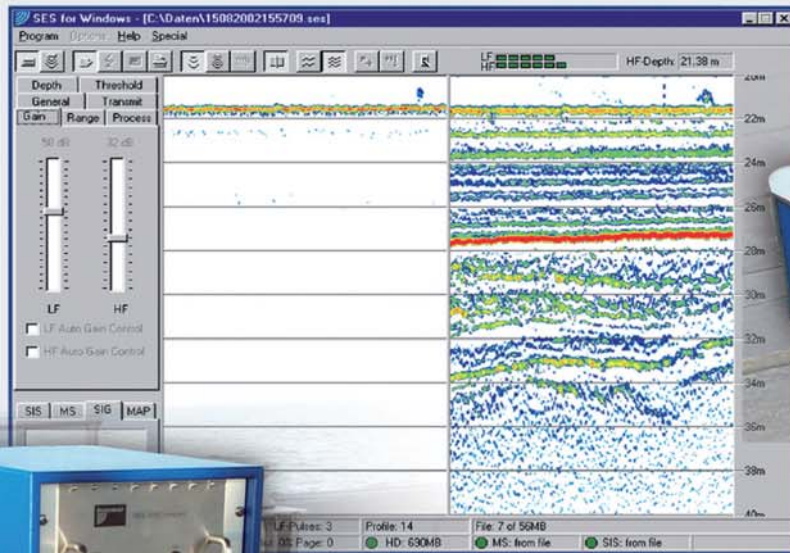 SES for Windows - [C:\Daten\15082002155709.ses]
Program Options Help Special
LF:
HF:
HF-Depth: 21.38 m
Depth Threshold
General Transmit
Gain Range Process
50 dB 32 dB
LF HF
LF Auto Gain Control
HF Auto Gain Control
SIS MS SIG MAP
20m
22m
24m
26m
28m
30m
32m
34m
36m
38m
40m
LF-Pulses: 3 Profile: 14 File: 7 of 56MB
0% Page: 0 HD: 690MB MS: from file SIS: from file